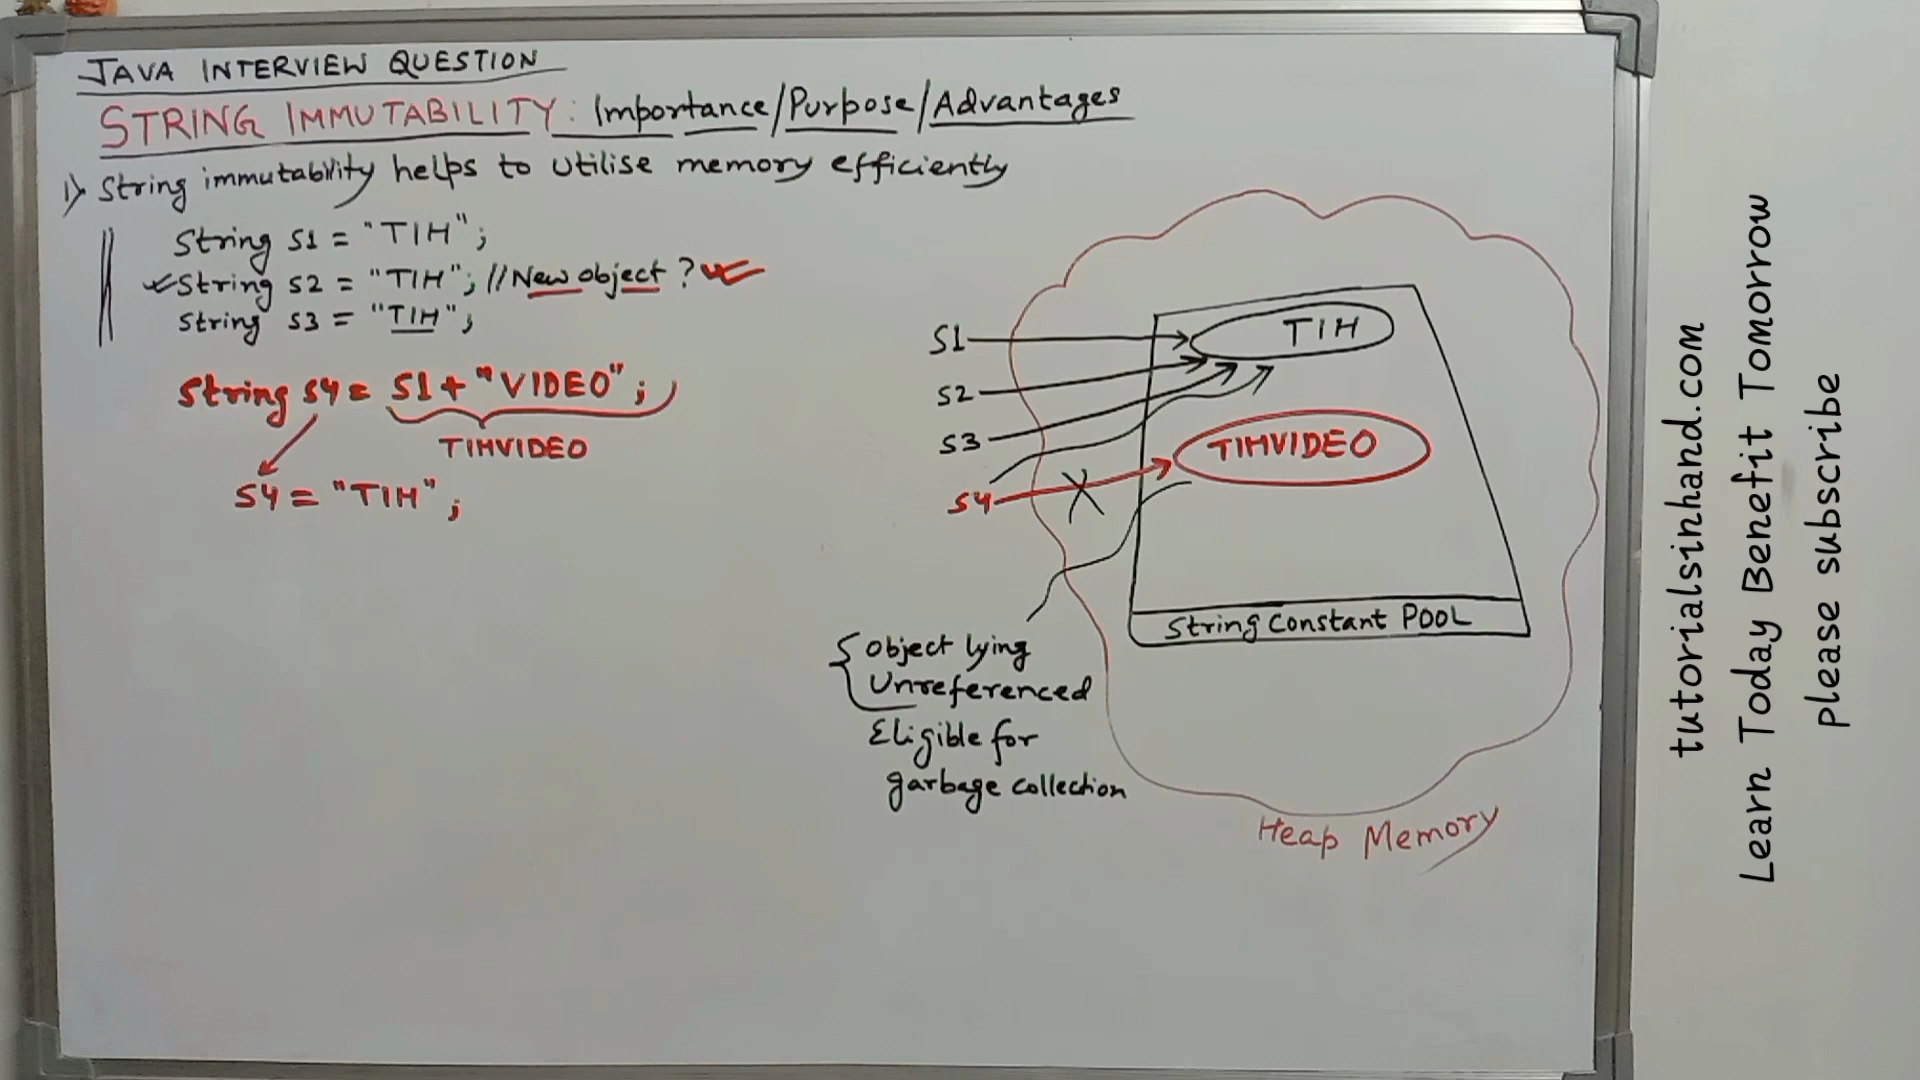 JAVA INTERVIEW QUESTION
STRING IMMUTABILITY: Importance/Purpose/Advantages
1) String immutability helps to utilise memory efficiently
String S1 = "TIH";
String S2 = "TIH"; // New object ?
String S3 = "TIH";
String S4 = S1 + "VIDEO";
TIHVIDEO
S4 = "TIH";
S1
S2
S3
S4
X
TIH
TIHVIDEO
String Constant POOL
Object lying
Unreferenced
Eligible for
garbage collection
Heap Memory
tutorialsinhand.com
Learn Today Benefit Tomorrow
please subscribe